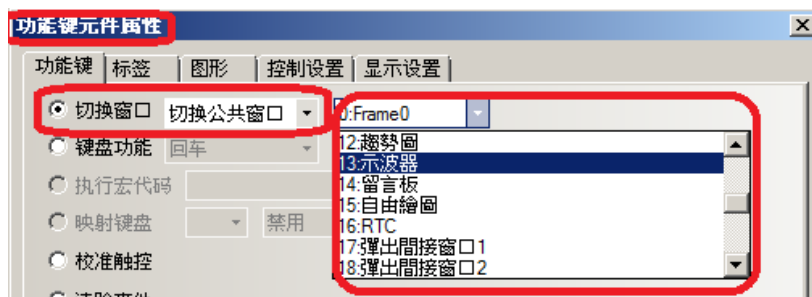 功能键元件属性
功能键 标签 图形 控制设置 显示设置
切换窗口 切换公共窗口 0:Frame0
键盘功能 回车 12:趨勢圖
13:示波器
执行宏代码 14:留言板
15:自由繪圖
映射键盘 禁用 16:RTC
17:彈出間接窗口1
校准触控 18:彈出間接窗口2